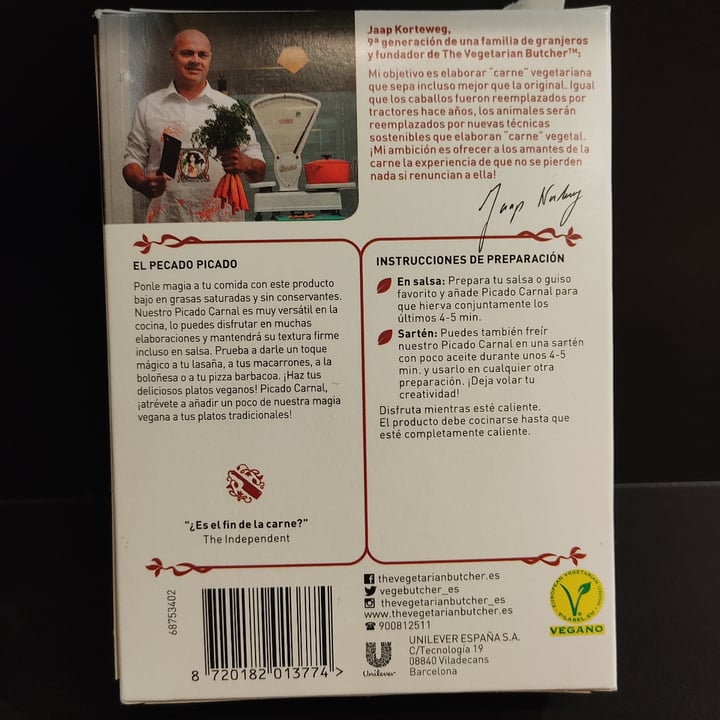 Jaap Korteweg,
9ª generación de una familia de granjeros
y fundador de The Vegetarian Butcher™:
Mi objetivo es elaborar "carne" vegetariana
que sepa incluso mejor que la original. Igual
que los caballos fueron reemplazados por
tractores hace años, los animales serán
reemplazados por nuevas técnicas
sostenibles que elaboran "carne" vegetal.
¡Mi ambición es ofrecer a los amantes de la
carne la experiencia de que no se pierden
nada si renuncian a ella!
EL PECADO PICADO
Ponle magia a tu comida con este producto
bajo en grasas saturadas y sin conservantes.
Nuestro Picado Carnal es muy versátil en la
cocina, lo puedes disfrutar en muchas
elaboraciones y mantendrá su textura firme
incluso en salsa. Prueba a darle un toque
mágico a tu lasaña, a tus macarrones, a la
boloñesa o a tu pizza barbacoa. ¡Haz tus
deliciosos platos veganos! Picado Carnal,
¡atrévete a añadir un poco de nuestra magia
vegana a tus platos tradicionales!
"¿Es el fin de la carne?"
The Independent
INSTRUCCIONES DE PREPARACIÓN
En salsa: Prepara tu salsa o guiso
favorito y añade Picado Carnal para
que hierva conjuntamente los
últimos 4-5 min.
Sartén: Puedes también freír
nuestro Picado Carnal en una sartén
con poco aceite durante unos 4-5
min. y usarlo en cualquier otra
preparación. ¡Deja volar tu
creatividad!
Disfruta mientras esté caliente.
El producto debe cocinarse hasta que
esté completamente caliente.
68753402
8 720182 013774 >
thevegetarianbutcher.es
vegebutcher_es
thevegetarianbutcher_es
www.thevegetarianbutcher.es
900812511
Unilever
UNILEVER ESPAÑA S.A.
C/Tecnología 19
08840 Viladecans
Barcelona
EUROPEAN VEGETARIAN UNION
VLABEL.EU
VEGANO